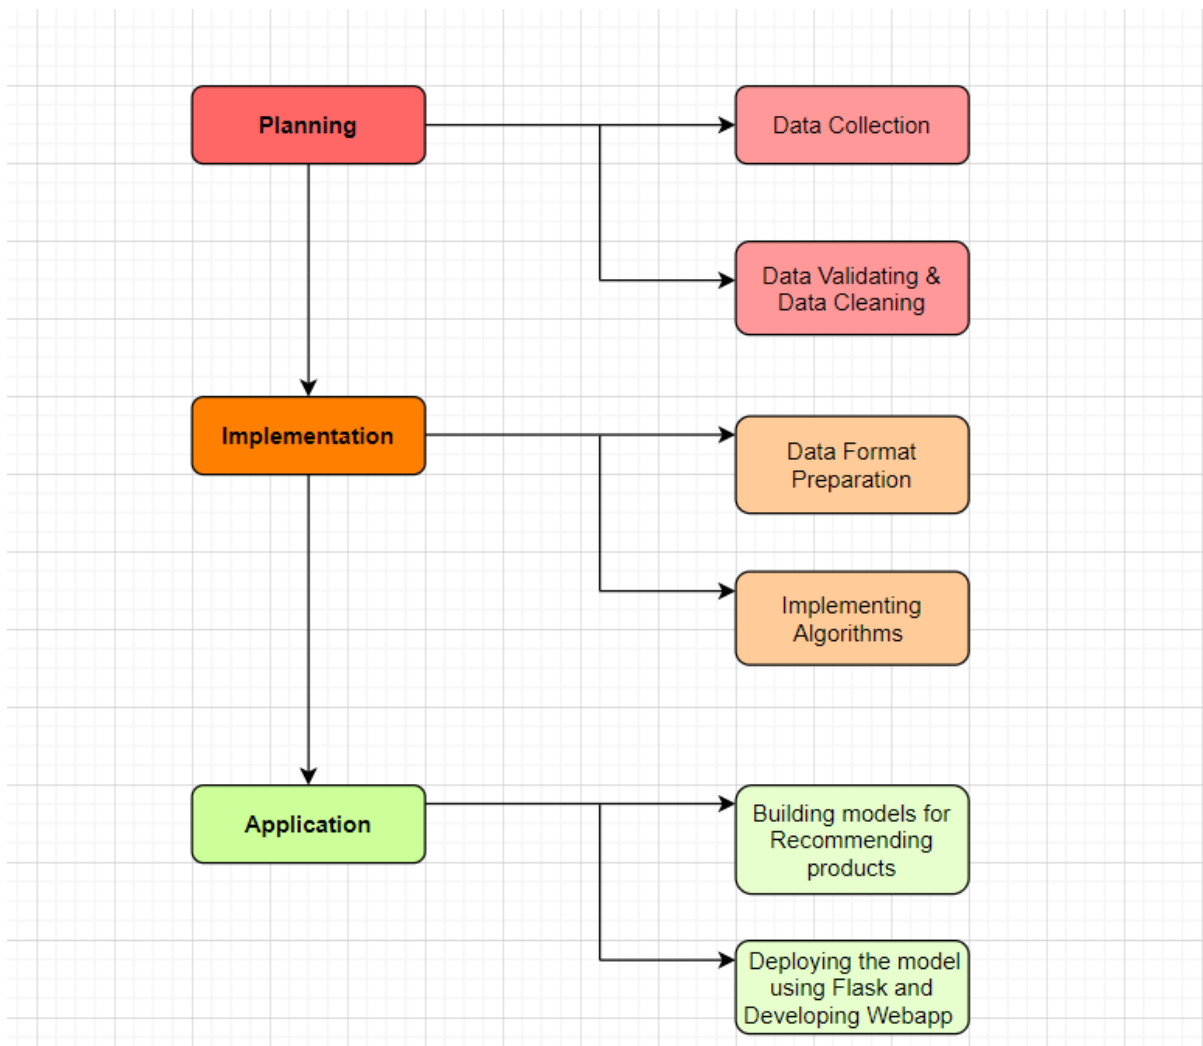 Planning
Data Collection
Data Validating &
Data Cleaning
Implementation
Data Format
Preparation
Implementing
Algorithms
Application
Building models for
Recommending
products
Deploying the model
using Flask and
Developing Webapp